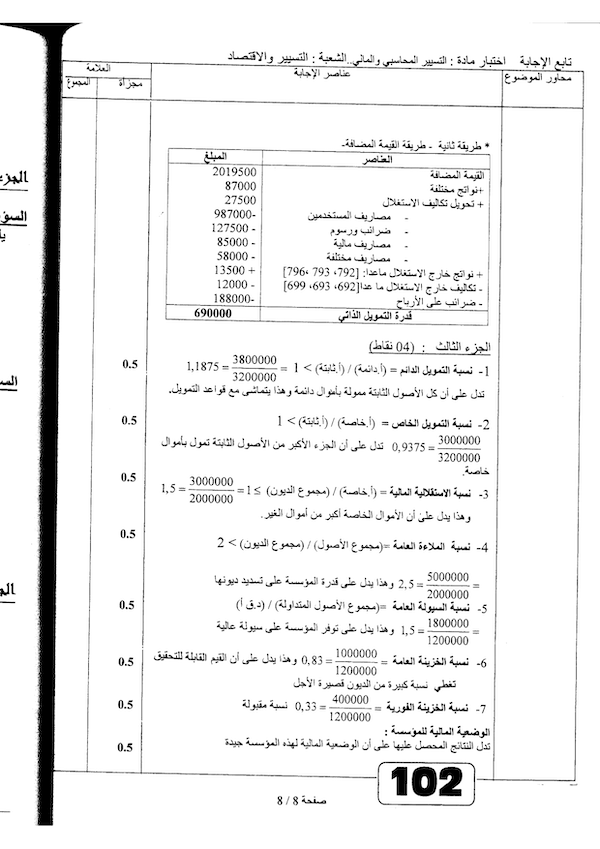 تابع الإجابة اختبار مادة : التسيير المحاسبي والمالي.. الشعبة : التسيير والاقتصاد
محاور الموضوع
عناصر الإجابة
العلامة
مجزأة
المجموع
* طريقة ثانية - طريقة القيمة المضافة-
العناصر المبلغ
القيمة المضافة 2019500
+نواتج مختلفة 87000
+ تحويل تكاليف الاستغلال 27500
- مصاريف المستخدمين -987000
- ضرائب ورسوم - 127500
- مصاريف مالية - 85000
- مصاريف مختلفة - 58000
+ نواتج خارج الاستغلال ماعدا: [792، 793 ،796] + 13500
- تكاليف خارج الاستغلال ما عدا[692، 693، 699] - 12000
- ضرائب على الأرباح -188000
قدرة التمويل الذاتي 690000
الجزء الثالث : (04 نقاط)
1- نسبة التمويل الدائم = (أ.دائمة) / (أ.ثابتة) > 1 = 3800000/3200000 = 1,1875 0.5
تدل على أن كل الأصول الثابتة ممولة بأموال دائمة وهذا يتماشى مع قواعد التمويل.
2- نسبة التمويل الخاص = (أ.خاصة) / (أ.ثابتة) > 1 0.5
3000000/3200000 = 0,9375 تدل على أن الجزء الأكبر من الأصول الثابتة تمول بأموال
خاصة.
3- نسبة الاستقلالية المالية = (أ.خاصة) / (مجموع الديون) ≥ 1 = 3000000/2000000 = 1,5 0.5
وهذا يدل على أن الأموال الخاصة أكبر من أموال الغير.
4- نسبة الملاءة العامة =(مجموع الأصول) / (مجموع الديون) > 2 0.5
= 5000000/2000000 = 2,5 وهذا يدل على قدرة المؤسسة على تسديد ديونها
5- نسبة السيولة العامة =(مجموع الأصول المتداولة) / (د.ق أ) 0.5
= 1800000/1200000 = 1,5 وهذا يدل على توفر المؤسسة على سيولة عالية
6- نسبة الخزينة العامة = 1000000/1200000 = 0,83 وهذا يدل على أن القيم القابلة للتحقيق 0.5
تغطي نسبة كبيرة من الديون قصيرة الأجل
7- نسبة الخزينة الفورية = 400000/1200000 = 0,33 نسبة مقبولة 0.5
الوضعية المالية للمؤسسة :
تدل النتائج المحصل عليها على أن الوضعية المالية لهذه المؤسسة جيدة 0.5
102
صفحة 8 / 8